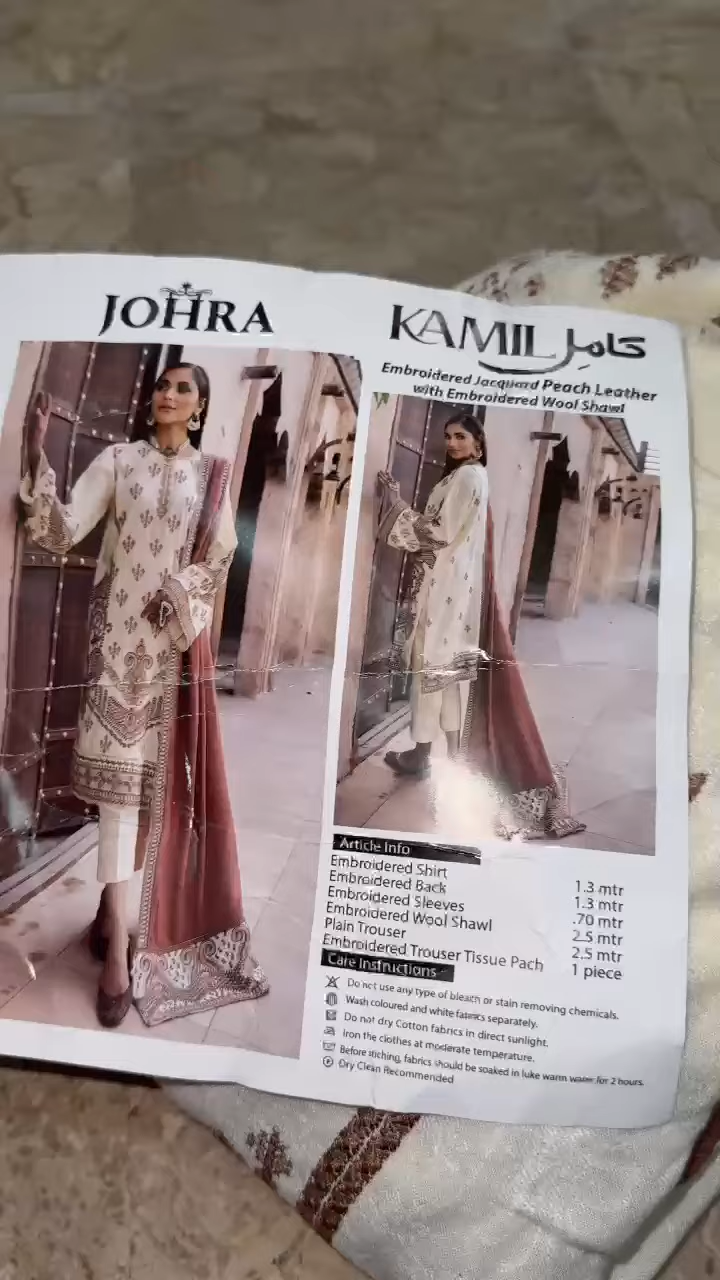 JOHRA
KAMIL كامل
Embroidered Jacquard Peach Leather
with Embroidered Wool Shawl
Article Info
Embroidered Shirt 1.3 mtr
Embroidered Back 1.3 mtr
Embroidered Sleeves .70 mtr
Embroidered Wool Shawl 2.5 mtr
Plain Trouser 2.5 mtr
Embroidered Trouser Tissue Pach 1 piece
Care Instructions
Do not use any type of bleach or stain removing chemicals.
Wash coloured and white fabrics separately.
Do not dry Cotton fabrics in direct sunlight.
Iron the clothes at moderate temperature.
Before stiching, fabrics should be soaked in luke warm water for 2 hours.
Dry Clean Recommended